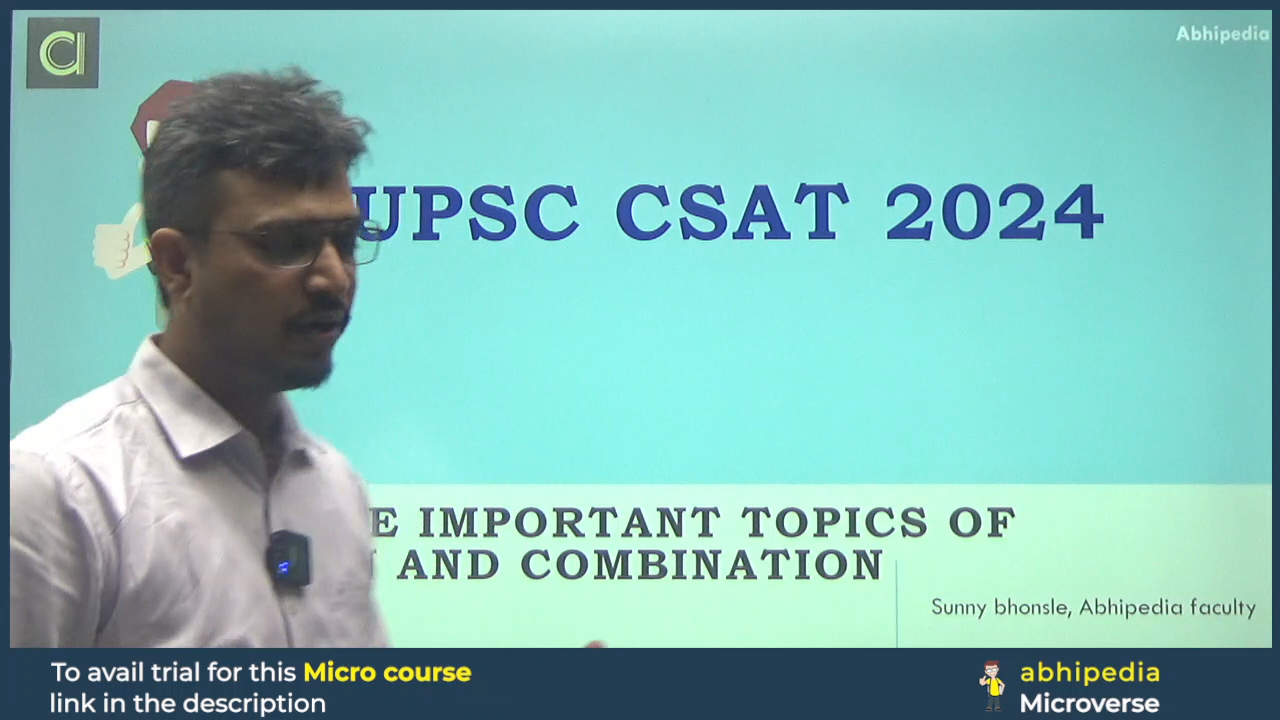 Abhipedia
UPSC CSAT 2024
IMPORTANT TOPICS OF
AND COMBINATION
Sunny bhonsle, Abhipedia faculty
To avail trial for this Micro course
link in the description
abhipedia
Microverse